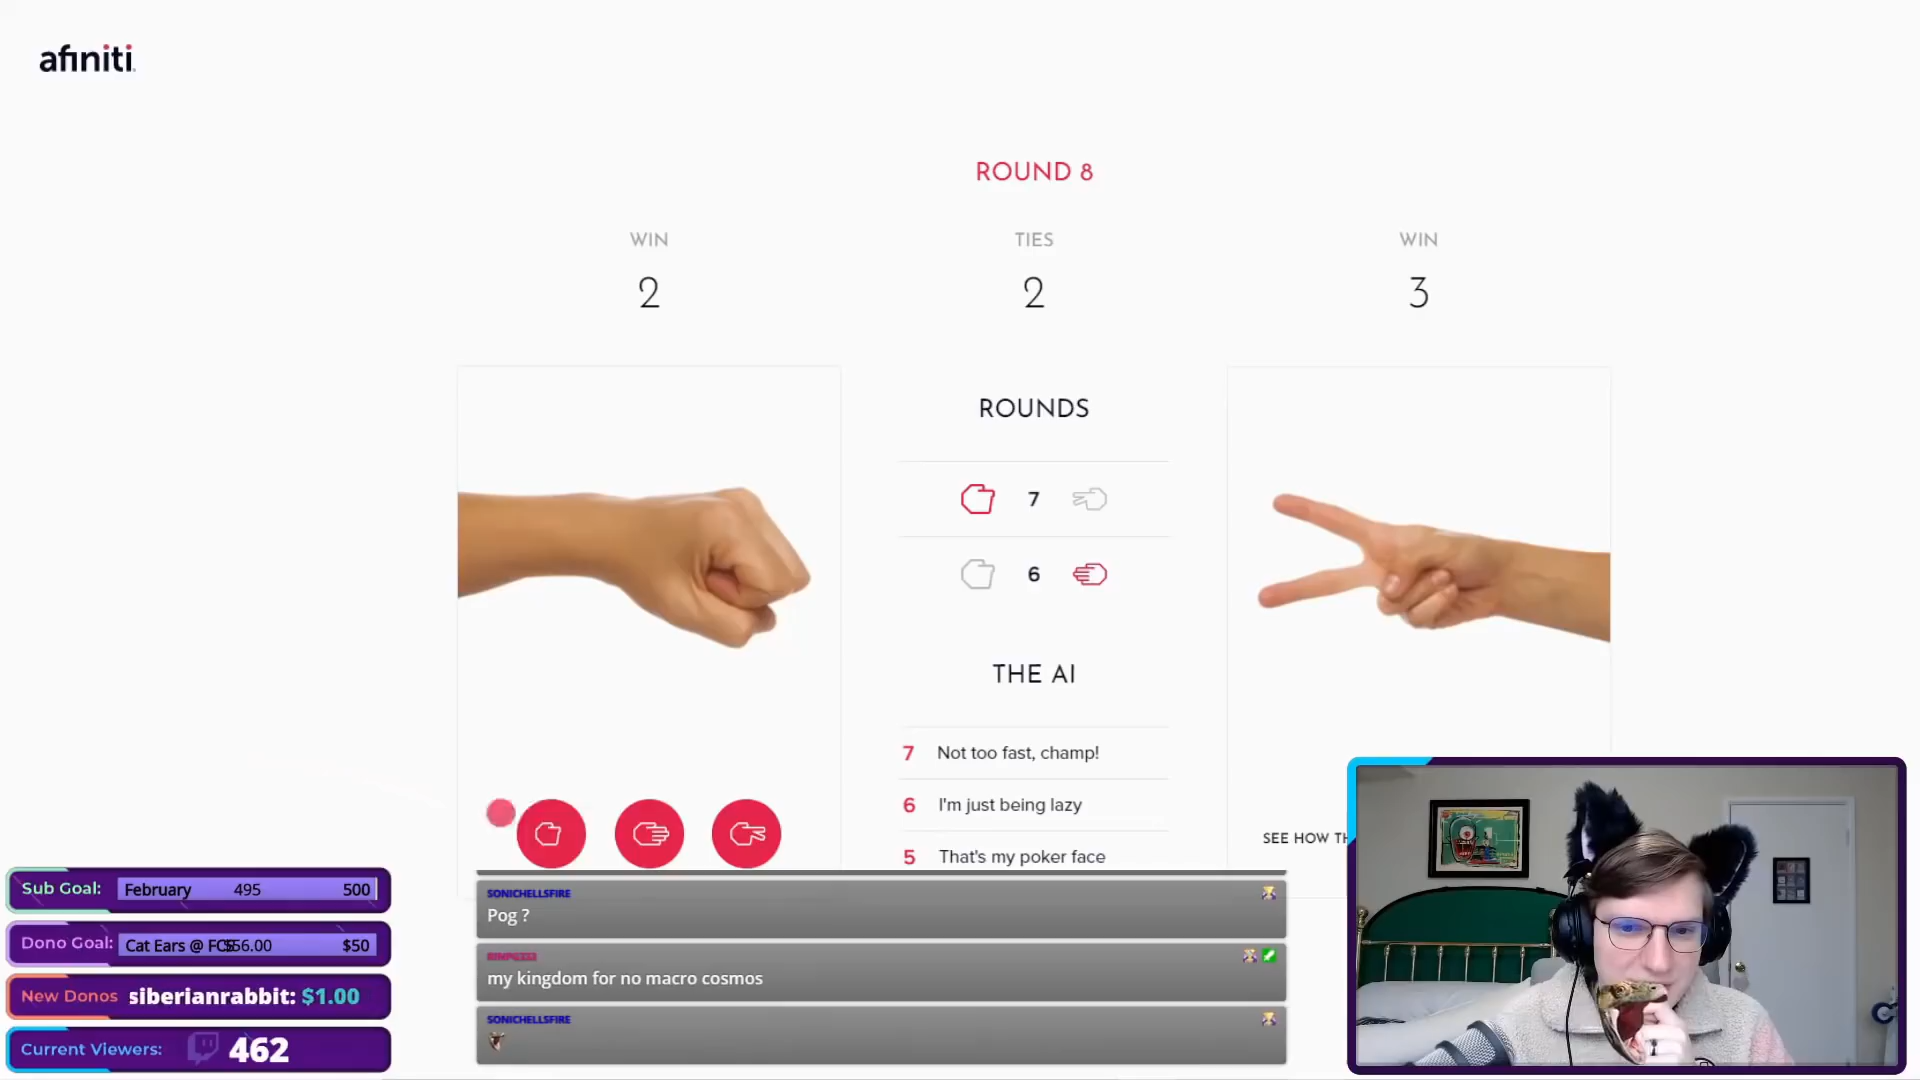 afiniti
ROUND 8
WIN
TIES
WIN
2
2
3
ROUNDS
7
6
THE AI
7 Not too fast, champ!
6 I'm just being lazy
5 That's my poker face
SEE HOW TH
SONICHELLSFIRE
Pog ?
my kingdom for no macro cosmos
SONICHELLSFIRE
Sub Goal: February 495 500
Dono Goal: Cat Ears @ $56.00 $50
New Donos siberianrabbit: $1.00
Current Viewers: 462